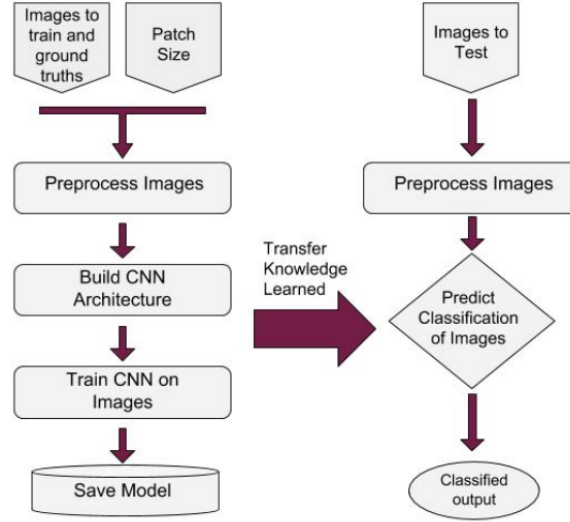 Images to
train and
ground
truths
Patch
Size
Images to
Test
Preprocess Images
Preprocess Images
Build CNN
Architecture
Transfer
Knowledge
Learned
Predict
Classification
of Images
Train CNN on
Images
Save Model
Classified
output